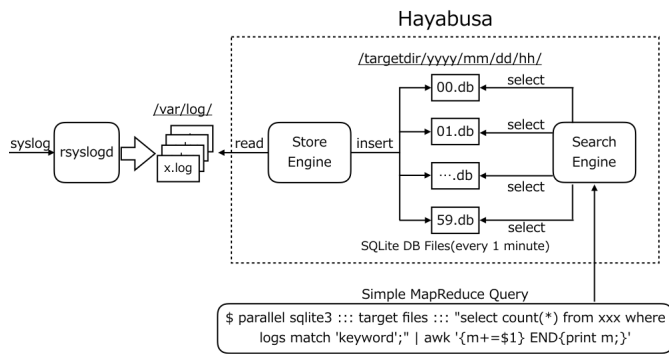 Hayabusa
/targetdir/yyyy/mm/dd/hh/
select
00.db
/var/log/
select
syslog
rsyslogd
x.log
read
Store
Engine
insert
01.db
Search
Engine
….db
select
59.db
select
SQLite DB Files(every 1 minute)
Simple MapReduce Query
$ parallel sqlite3 ::: target files ::: "select count(*) from xxx where
logs match 'keyword';" | awk '{m+=$1} END{print m;}'